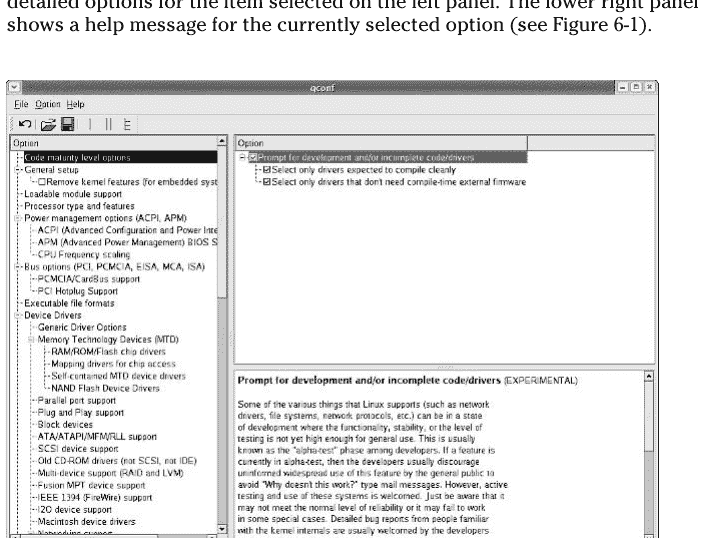 detailed options for the item selected on the left panel. The lower right panel
shows a help message for the currently selected option (see Figure 6-1).
qconf
File Option Help
Option
Code maturity level options
General setup
Remove kernel features (for embedded syst
Loadable module support
Processor type and features
Power management options (ACPI, APM)
ACPI (Advanced Configuration and Power Inte
APM (Advanced Power Management) BIOS S
CPU Frequency scaling
Bus options (PCI, PCMCIA, EISA, MCA, ISA)
PCMCIA/CardBus support
PCI Hotplug Support
Executable file formats
Device Drivers
Generic Driver Options
Memory Technology Devices (MTD)
RAM/ROM/Flash chip drivers
Mapping drivers for chip access
Self-contained MTD device drivers
NAND Flash Device Drivers
Parallel port support
Plug and Play support
Block devices
ATA/ATAPI/MFM/RLL support
SCSI device support
Old CD-ROM drivers (not SCSI, not IDE)
Multi-device support (RAID and LVM)
Fusion MPT device support
IEEE 1394 (FireWire) support
I2O device support
Macintosh device drivers
Networking support
Option
Prompt for development and/or incomplete code/drivers
Select only drivers expected to compile cleanly
Select only drivers that don't need compile-time external firmware
Prompt for development and/or incomplete code/drivers (EXPERIMENTAL)
Some of the various things that Linux supports (such as network
drivers, file systems, network protocols, etc.) can be in a state
of development where the functionality, stability, or the level of
testing is not yet high enough for general use. This is usually
known as the "alpha-test" phase among developers. If a feature is
currently in alpha-test, then the developers usually discourage
uninformed widespread use of this feature by the general public to
avoid "Why doesn't this work?" type mail messages. However, active
testing and use of these systems is welcomed. Just be aware that it
may not meet the normal level of reliability or it may fail to work
in some special cases. Detailed bug reports from people familiar
with the kernel internals are usually welcomed by the developers